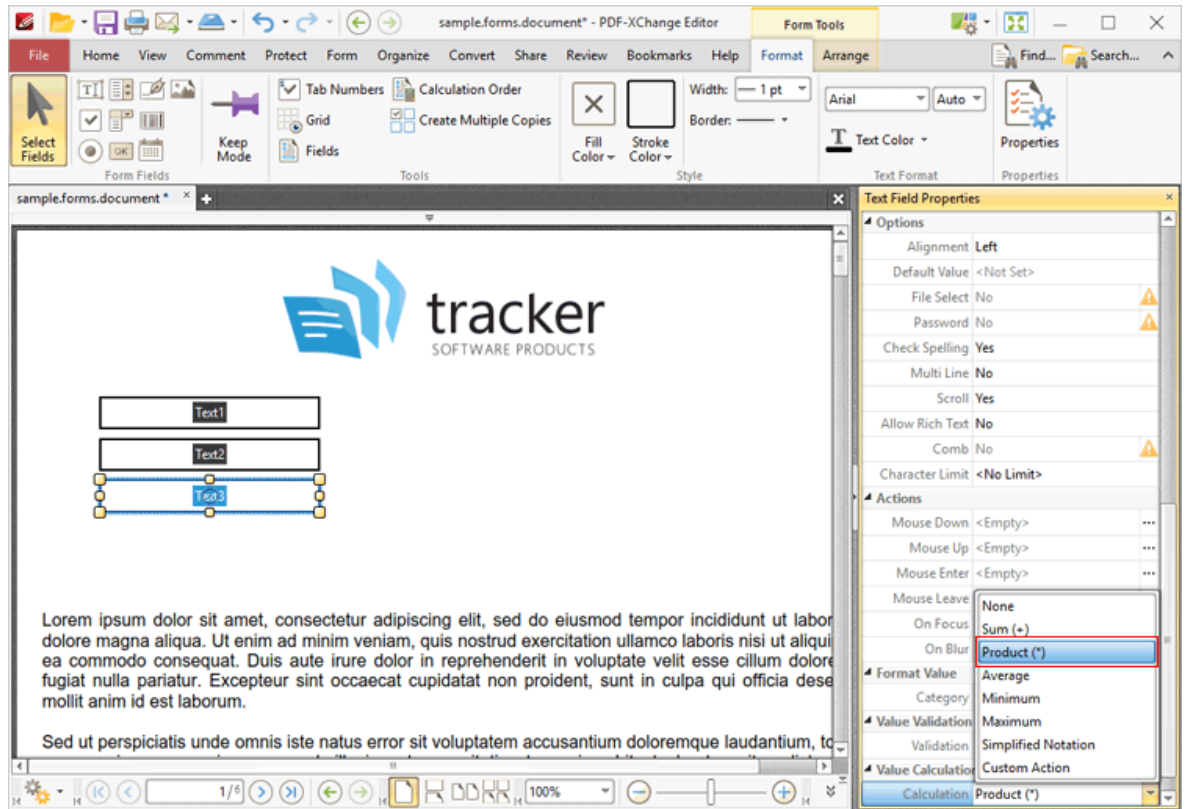 sample.forms.document* - PDF-XChange Editor
Form Tools
File Home View Comment Protect Form Organize Convert Share Review Bookmarks Help Format Arrange Find... Search...
Select Fields
Keep Mode
Form Fields
Tab Numbers
Calculation Order
Grid
Create Multiple Copies
Fields
Tools
Fill Color
Stroke Color
Width: 1 pt
Border:
Style
Arial Auto
T Text Color
Text Format
Properties
Properties
sample.forms.document *
tracker
SOFTWARE PRODUCTS
Text1
Text2
Text3
Lorem ipsum dolor sit amet, consectetur adipiscing elit, sed do eiusmod tempor incididunt ut labor
dolore magna aliqua. Ut enim ad minim veniam, quis nostrud exercitation ullamco laboris nisi ut aliqui
ea commodo consequat. Duis aute irure dolor in reprehenderit in voluptate velit esse cillum dolore
fugiat nulla pariatur. Excepteur sint occaecat cupidatat non proident, sunt in culpa qui officia dese
mollit anim id est laborum.
Sed ut perspiciatis unde omnis iste natus error sit voluptatem accusantium doloremque laudantium, to
1/6
100%
Text Field Properties
Options
Alignment Left
Default Value <Not Set>
File Select No
Password No
Check Spelling Yes
Multi Line No
Scroll Yes
Allow Rich Text No
Comb No
Character Limit <No Limit>
Actions
Mouse Down <Empty>
Mouse Up <Empty>
Mouse Enter <Empty>
Mouse Leave
On Focus
On Blur
Format Value
Category
Value Validation
Validation
Value Calculation
Calculation Product (*)
None
Sum (+)
Product (*)
Average
Minimum
Maximum
Simplified Notation
Custom Action